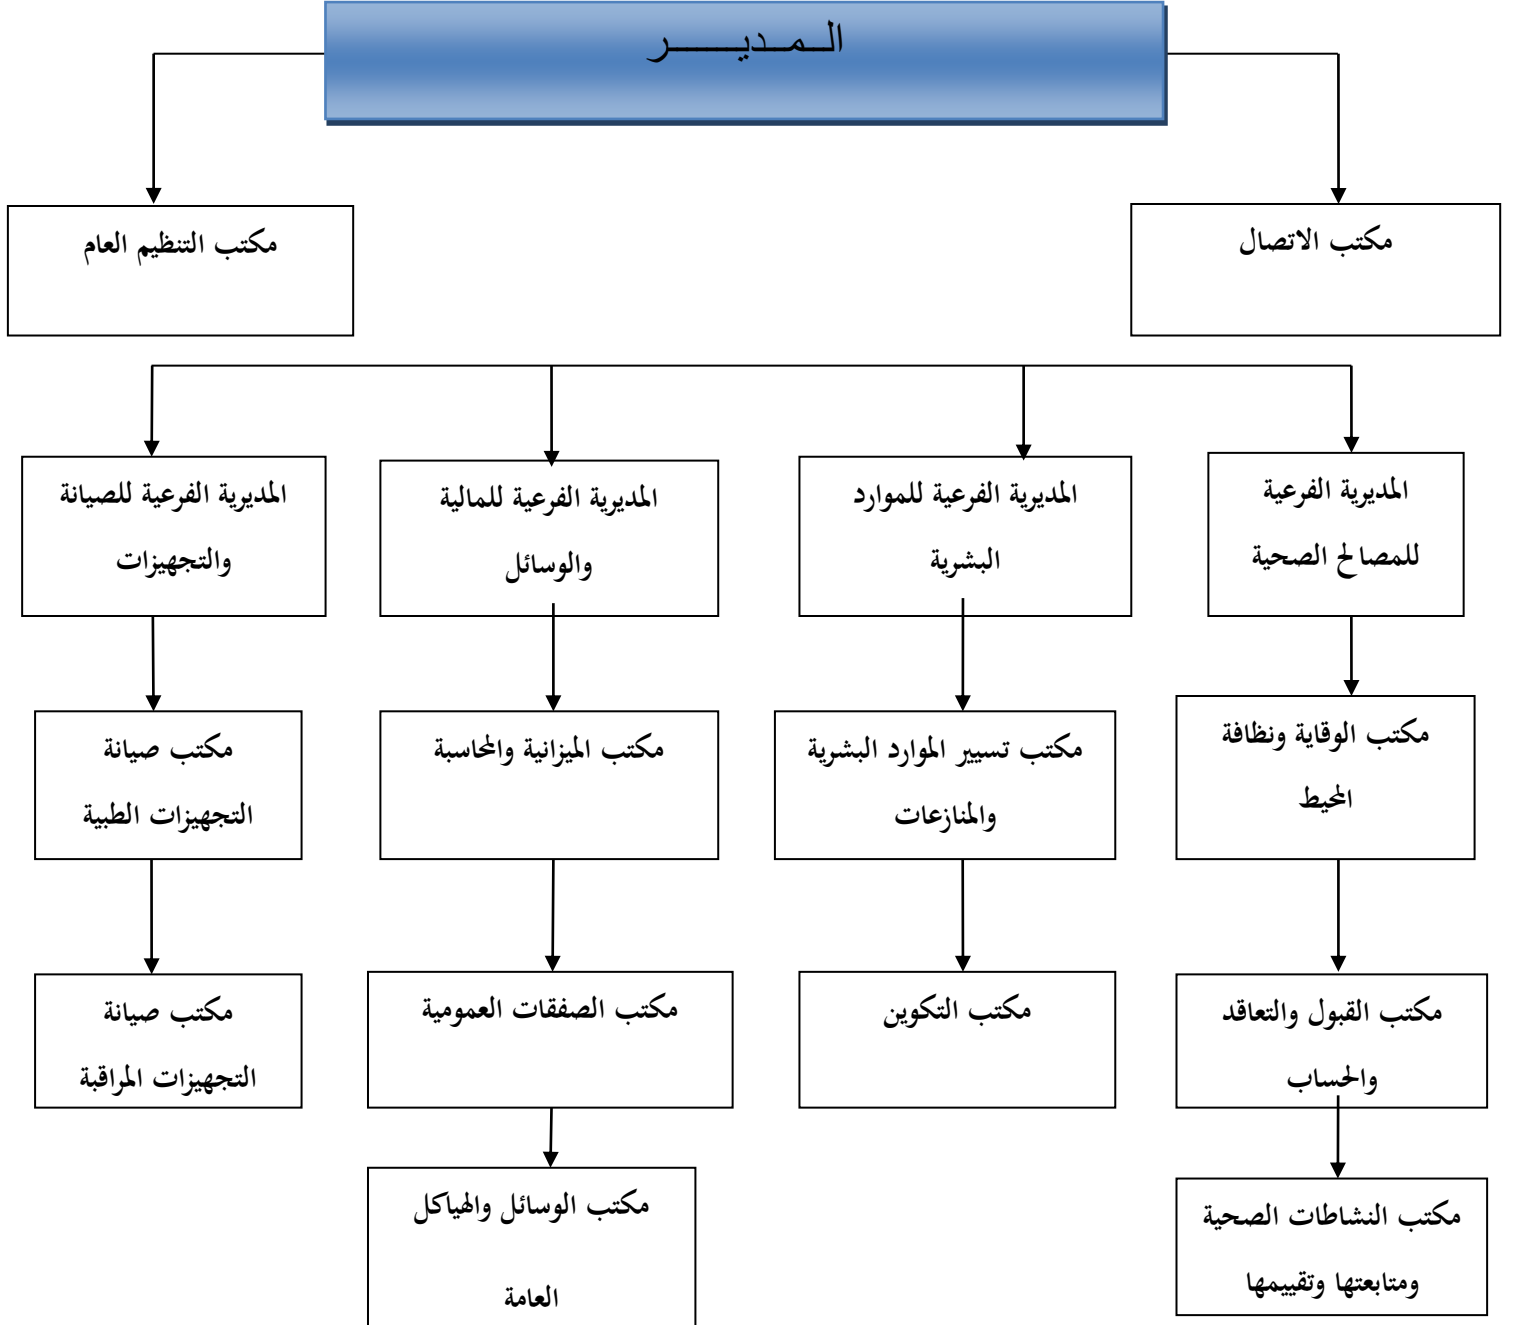 الـمـديــــر
مكتب الاتصال
مكتب التنظيم العام
المديرية الفرعية
للمصالح الصحية
المديرية الفرعية للموارد
البشرية
المديرية الفرعية للمالية
والوسائل
المديرية الفرعية للصيانة
والتجهيزات
مكتب الوقاية ونظافة
المحيط
مكتب تسيير الموارد البشرية
والمنازعات
مكتب الميزانية والمحاسبة
مكتب صيانة
التجهيزات الطبية
مكتب القبول والتعاقد
والحساب
مكتب التكوين
مكتب الصفقات العمومية
مكتب صيانة
التجهيزات المراقبة
مكتب النشاطات الصحية
ومتابعتها وتقييمها
مكتب الوسائل والهياكل
العامة